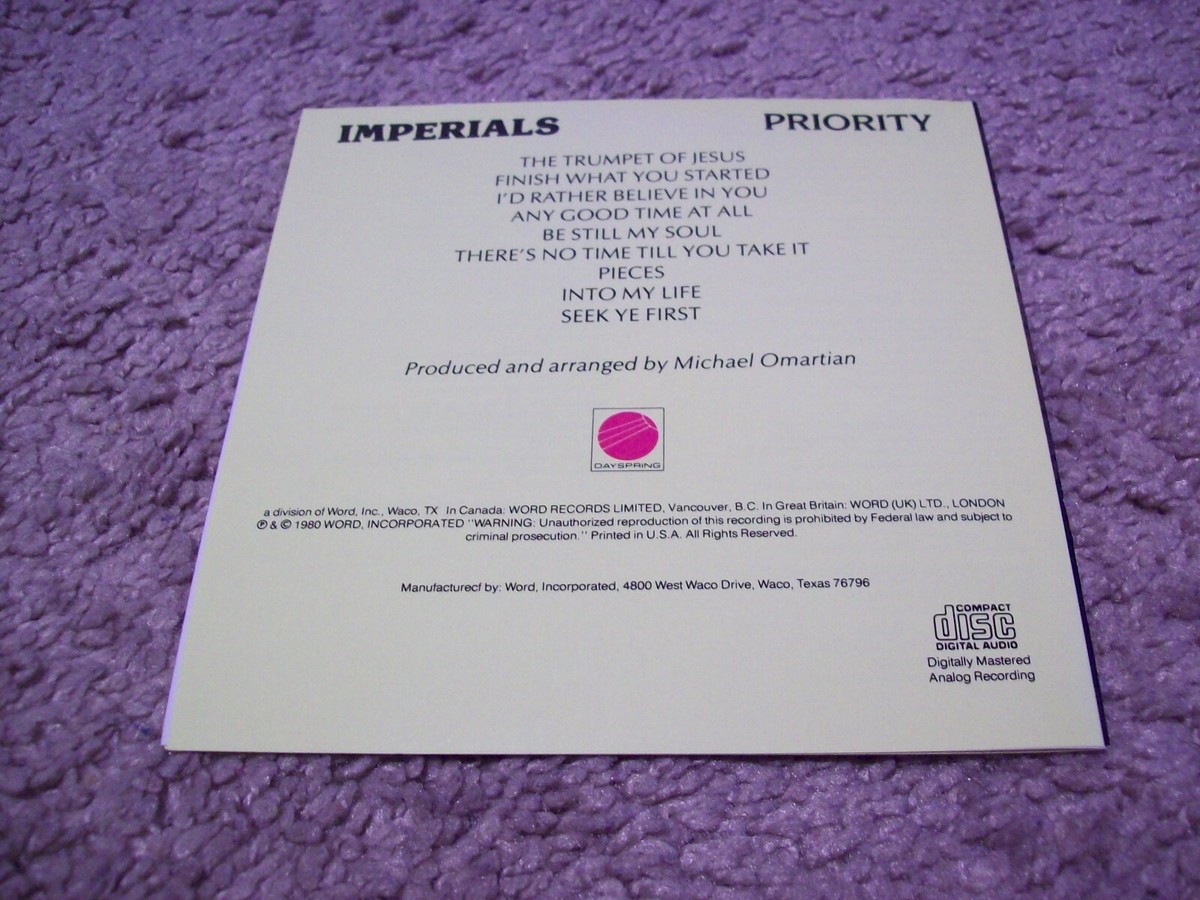 IMPERIALS PRIORITY
THE TRUMPET OF JESUS
FINISH WHAT YOU STARTED
I'D RATHER BELIEVE IN YOU
ANY GOOD TIME AT ALL
BE STILL MY SOUL
THERE'S NO TIME TILL YOU TAKE IT
PIECES
INTO MY LIFE
SEEK YE FIRST
Produced and arranged by Michael Omartian
DAYSPRING
a division of Word, Inc., Waco, TX In Canada: WORD RECORDS LIMITED, Vancouver, B.C. In Great Britain: WORD (UK) LTD., LONDON
℗ & © 1980 WORD, INCORPORATED "WARNING: Unauthorized reproduction of this recording is prohibited by Federal law and subject to
criminal prosecution." Printed in U.S.A. All Rights Reserved.
Manufacturecf by: Word, Incorporated, 4800 West Waco Drive, Waco, Texas 76796
COMPACT
disc
DIGITAL AUDIO
Digitally Mastered
Analog Recording